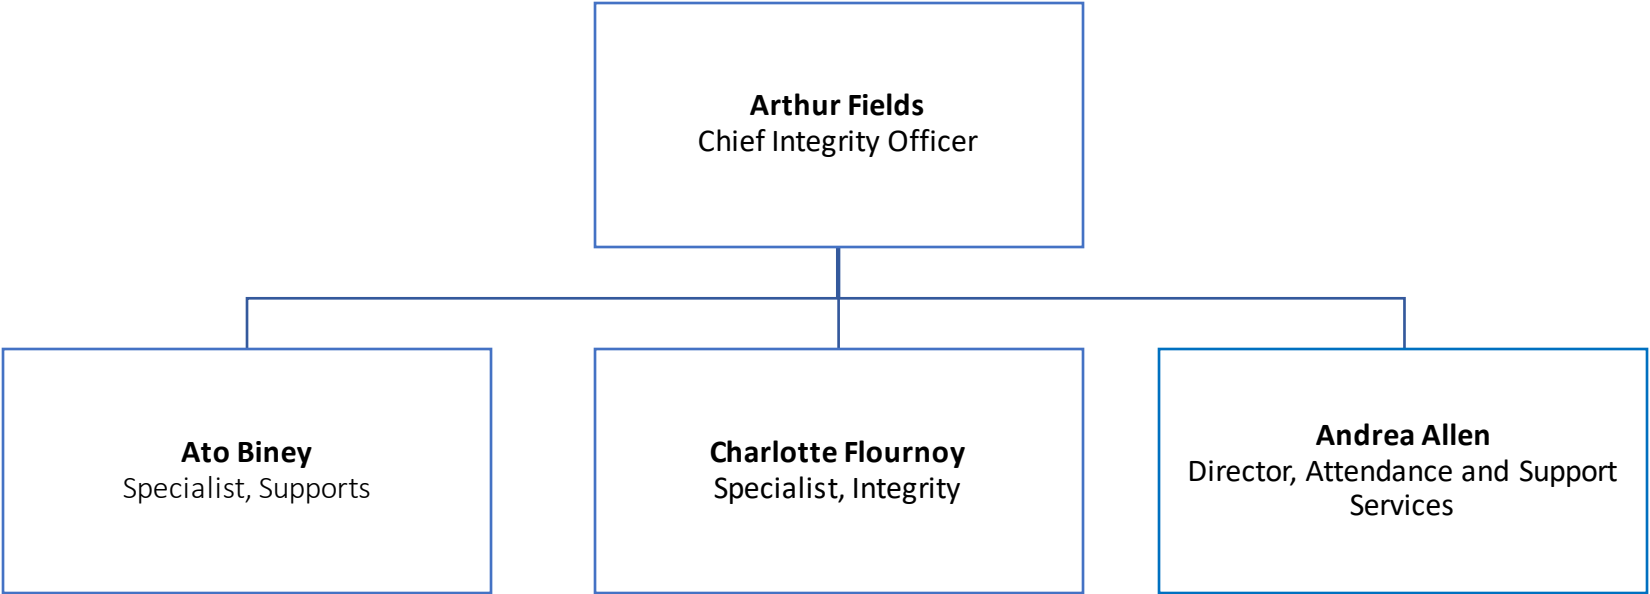 Arthur Fields
Chief Integrity Officer
Ato Biney
Specialist, Supports
Charlotte Flournoy
Specialist, Integrity
Andrea Allen
Director, Attendance and Support
Services